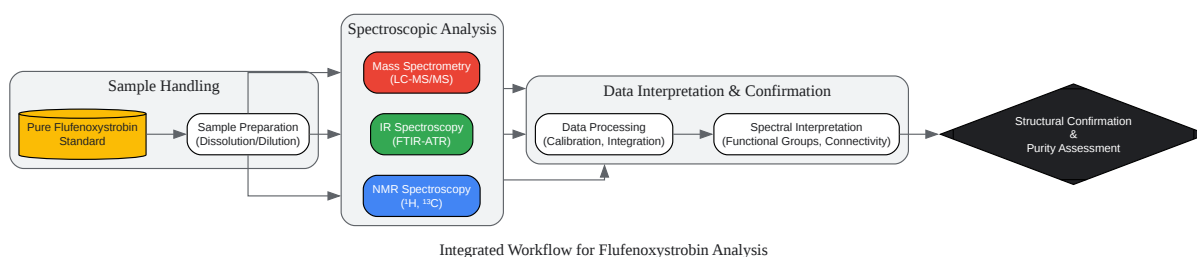 Sample Handling
Pure Flufenoxystrobin
Standard
Sample Preparation
(Dissolution/Dilution)
Spectroscopic Analysis
Mass Spectrometry
(LC-MS/MS)
IR Spectroscopy
(FTIR-ATR)
NMR Spectroscopy
(¹H, ¹³C)
Data Interpretation & Confirmation
Data Processing
(Calibration, Integration)
Spectral Interpretation
(Functional Groups, Connectivity)
Structural Confirmation
&
Purity Assessment
Integrated Workflow for Flufenoxystrobin Analysis